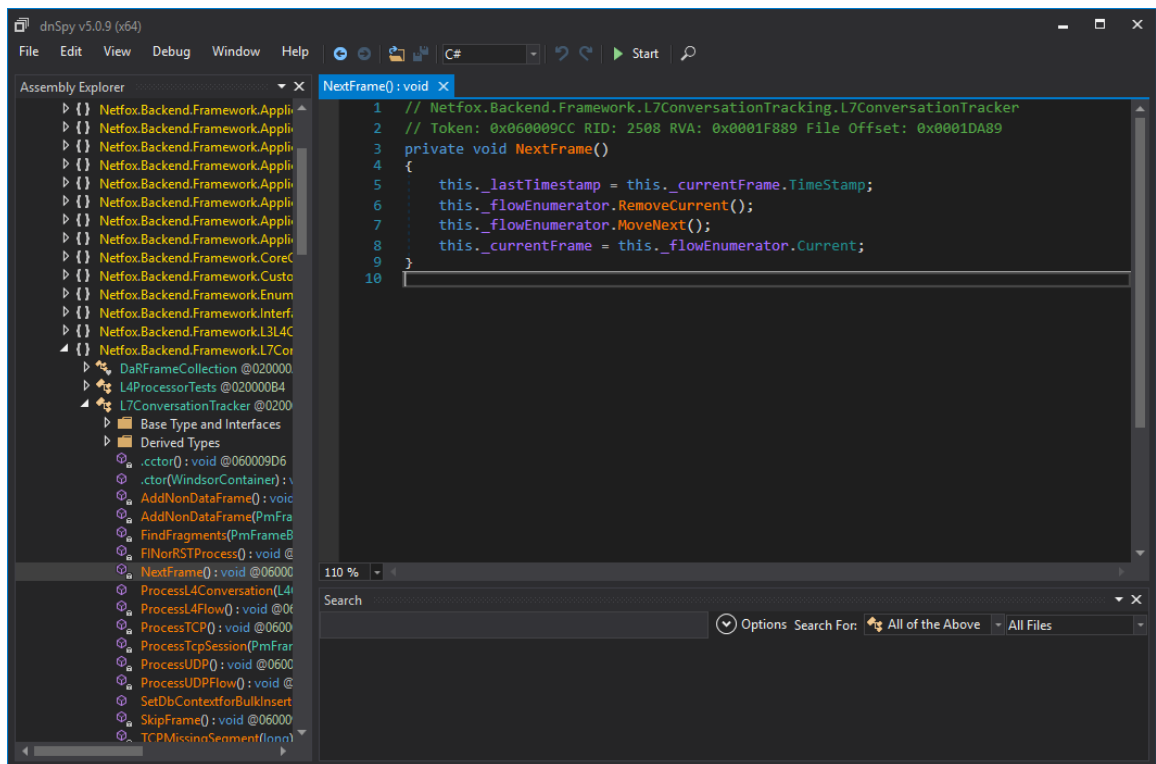 dnSpy v5.0.9 (x64)
File Edit View Debug Window Help C# Start
Assembly Explorer
{ } Netfox.Backend.Framework.Appli
{ } Netfox.Backend.Framework.Appli
{ } Netfox.Backend.Framework.Appli
{ } Netfox.Backend.Framework.Appli
{ } Netfox.Backend.Framework.Appli
{ } Netfox.Backend.Framework.Appli
{ } Netfox.Backend.Framework.Appli
{ } Netfox.Backend.Framework.Appli
{ } Netfox.Backend.Framework.CoreC
{ } Netfox.Backend.Framework.Custo
{ } Netfox.Backend.Framework.Enum
{ } Netfox.Backend.Framework.Interf
{ } Netfox.Backend.Framework.L3L4C
{ } Netfox.Backend.Framework.L7Cor
DaRFrameCollection @020000
L4ProcessorTests @020000B4
L7ConversationTracker @0200
Base Type and Interfaces
Derived Types
.cctor() : void @060009D6
.ctor(WindsorContainer) : v
AddNonDataFrame() : void
AddNonDataFrame(PmFra
FindFragments(PmFrameB
FINorRSTProcess() : void @
NextFrame() : void @06000
ProcessL4Conversation(L4
ProcessL4Flow() : void @06
ProcessTCP() : void @0600
ProcessTcpSession(PmFrar
ProcessUDP() : void @0600
ProcessUDPFlow() : void @
SetDbContextforBulkInsert
SkipFrame() : void @06000
TCPMissingSegment(long)
NextFrame() : void
1 // Netfox.Backend.Framework.L7ConversationTracking.L7ConversationTracker
2 // Token: 0x060009CC RID: 2508 RVA: 0x0001F889 File Offset: 0x0001DA89
3 private void NextFrame()
4 {
5 this._lastTimestamp = this._currentFrame.TimeStamp;
6 this._flowEnumerator.RemoveCurrent();
7 this._flowEnumerator.MoveNext();
8 this._currentFrame = this._flowEnumerator.Current;
9 }
10
110 %
Search
Options Search For: All of the Above All Files